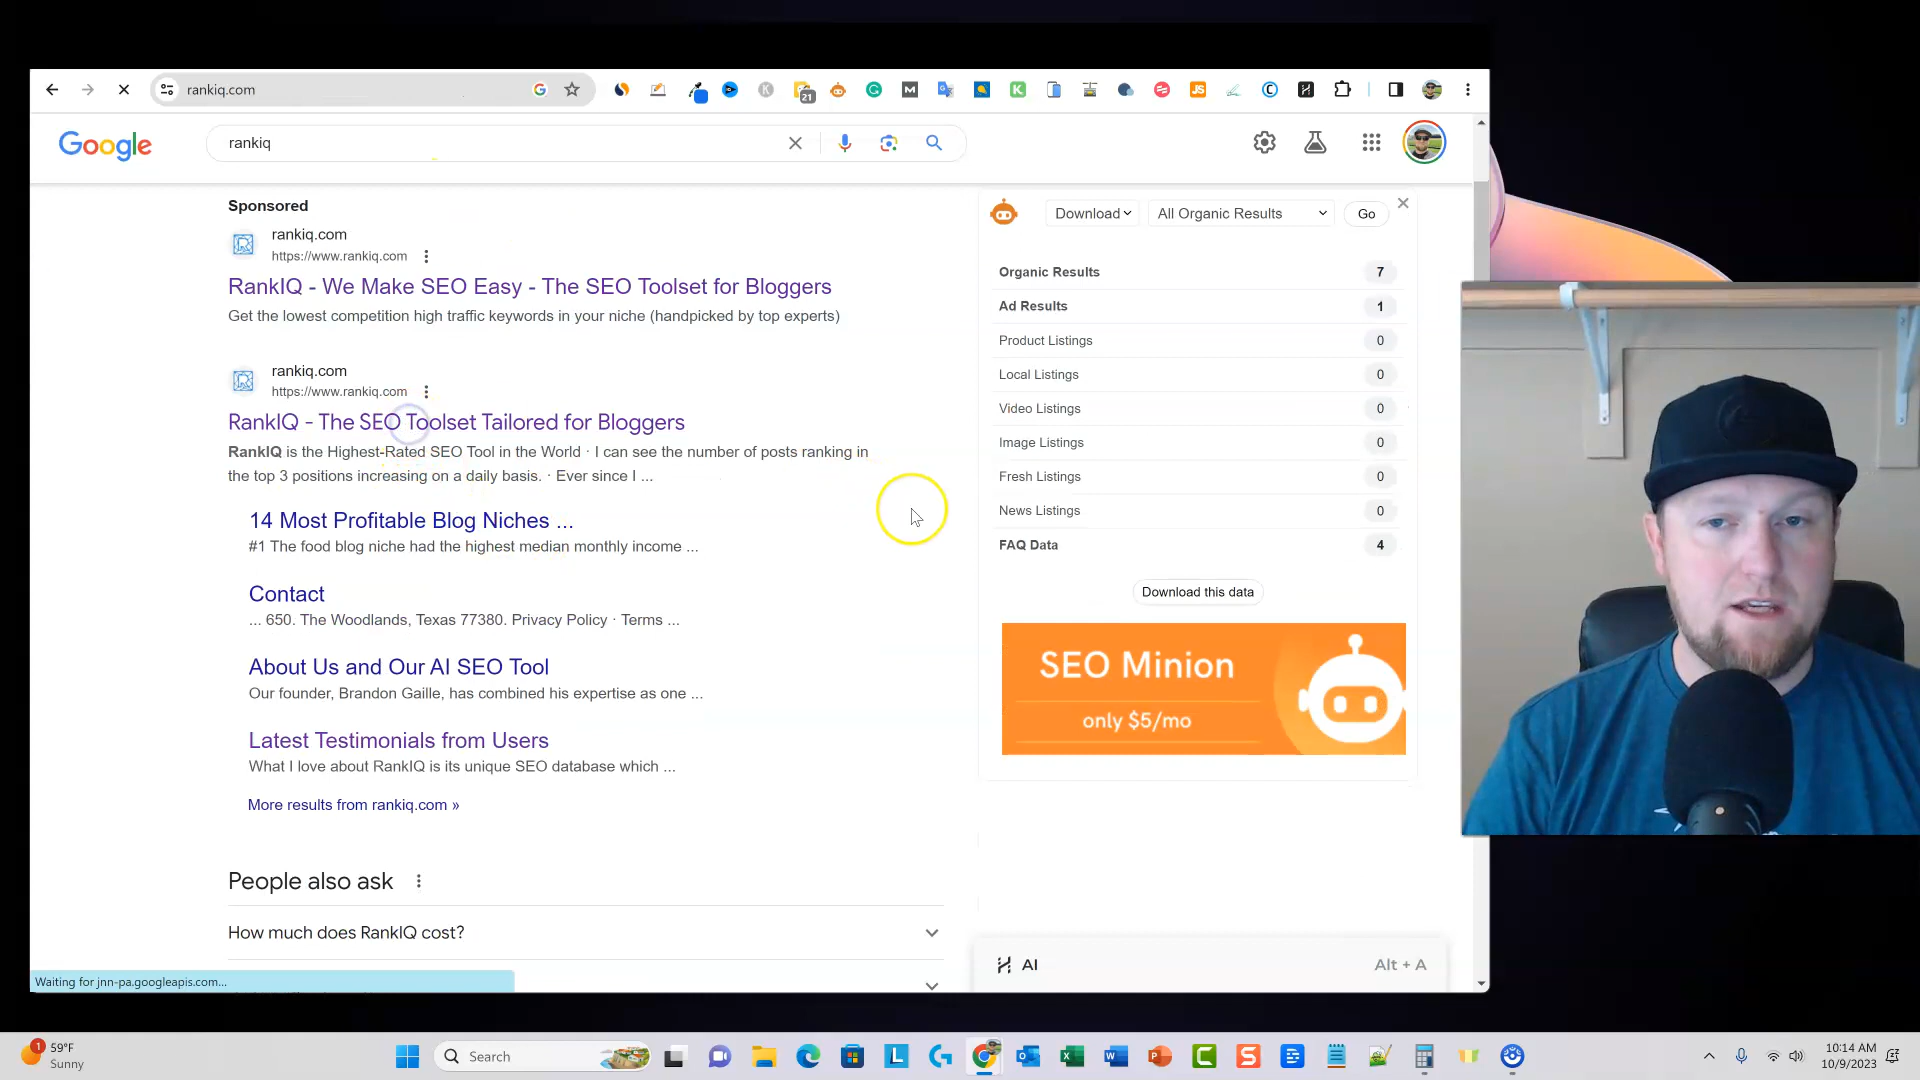 rankiq.com
21
Google
rankiq
Sponsored
rankiq.com
https://www.rankiq.com
RankIQ - We Make SEO Easy - The SEO Toolset for Bloggers
Get the lowest competition high traffic keywords in your niche (handpicked by top experts)
rankiq.com
https://www.rankiq.com
RankIQ - The SEO Toolset Tailored for Bloggers
RankIQ is the Highest-Rated SEO Tool in the World · I can see the number of posts ranking in
the top 3 positions increasing on a daily basis. · Ever since I ...
14 Most Profitable Blog Niches ...
#1 The food blog niche had the highest median monthly income ...
Contact
... 650. The Woodlands, Texas 77380. Privacy Policy · Terms ...
About Us and Our AI SEO Tool
Our founder, Brandon Gaille, has combined his expertise as one ...
Latest Testimonials from Users
What I love about RankIQ is its unique SEO database which ...
More results from rankiq.com »
People also ask
How much does RankIQ cost?
Download
All Organic Results
Go
Organic Results 7
Ad Results 1
Product Listings 0
Local Listings 0
Video Listings 0
Image Listings 0
Fresh Listings 0
News Listings 0
FAQ Data 4
Download this data
SEO Minion
only $5/mo
AI Alt + A
Waiting for jnn-pa.googleapis.com...
1
59°F
Sunny
Search
10:14 AM
10/9/2023